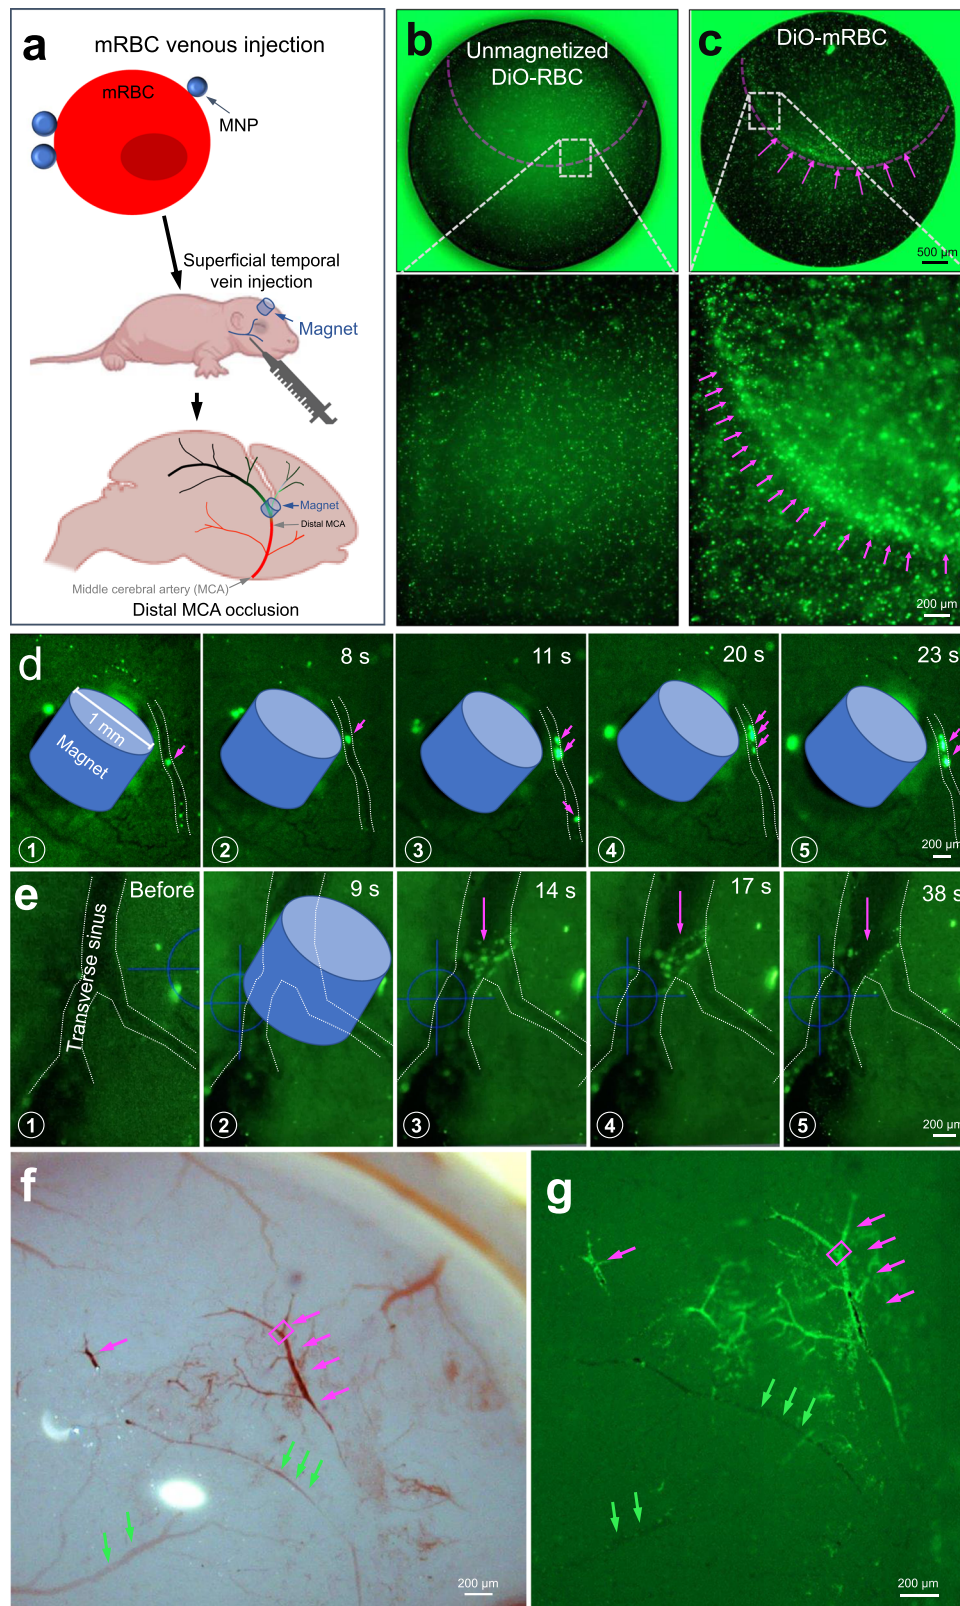 a
mRBC venous injection
mRBC
MNP
Superficial temporal
vein injection
Magnet
Magnet
Distal MCA
Middle cerebral artery (MCA)
Distal MCA occlusion
b
Unmagnetized
DiO-RBC
c
DiO-mRBC
500 µm
200 µm
d
1 mm
Magnet
1
8 s
2
11 s
3
20 s
4
23 s
5
200 µm
e
Before
Transverse sinus
1
9 s
2
14 s
3
17 s
4
38 s
5
200 µm
f
200 µm
g
200 µm